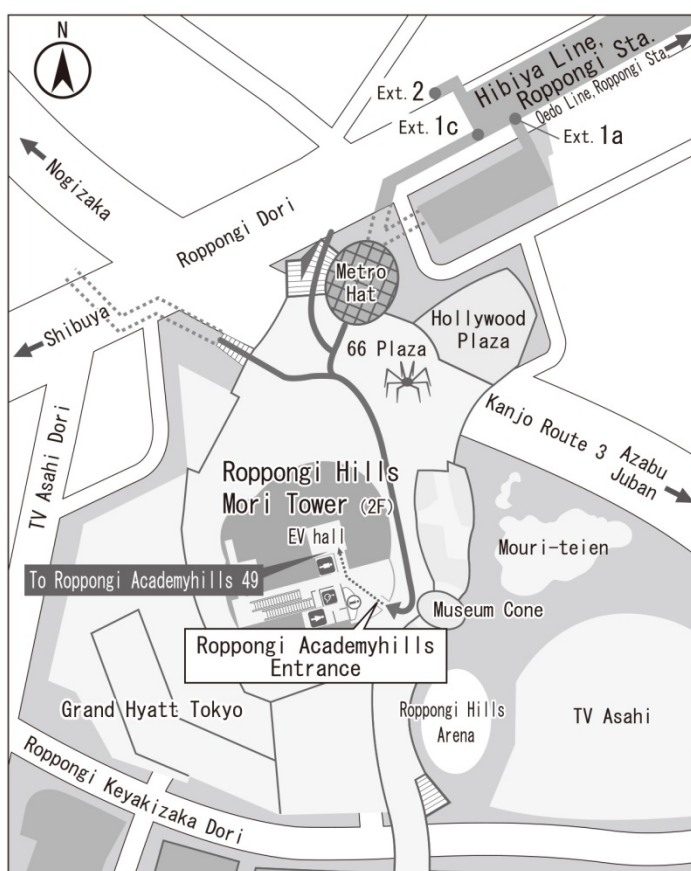 N
Hibiya Line,
Roppongi Sta.
Oedo Line, Roppongi Sta.
Ext. 2
Ext. 1c
Ext. 1a
Nogizaka
Roppongi Dori
Shibuya
Metro
Hat
Hollywood
Plaza
66 Plaza
Kanjo Route 3
Azabu
Juban
TV Asahi Dori
Roppongi Hills
Mori Tower (2F)
EV hall
Mouri-teien
To Roppongi Academyhills 49
Museum Cone
Roppongi Academyhills
Entrance
Grand Hyatt Tokyo
Roppongi Hills
Arena
TV Asahi
Roppongi Keyakizaka Dori